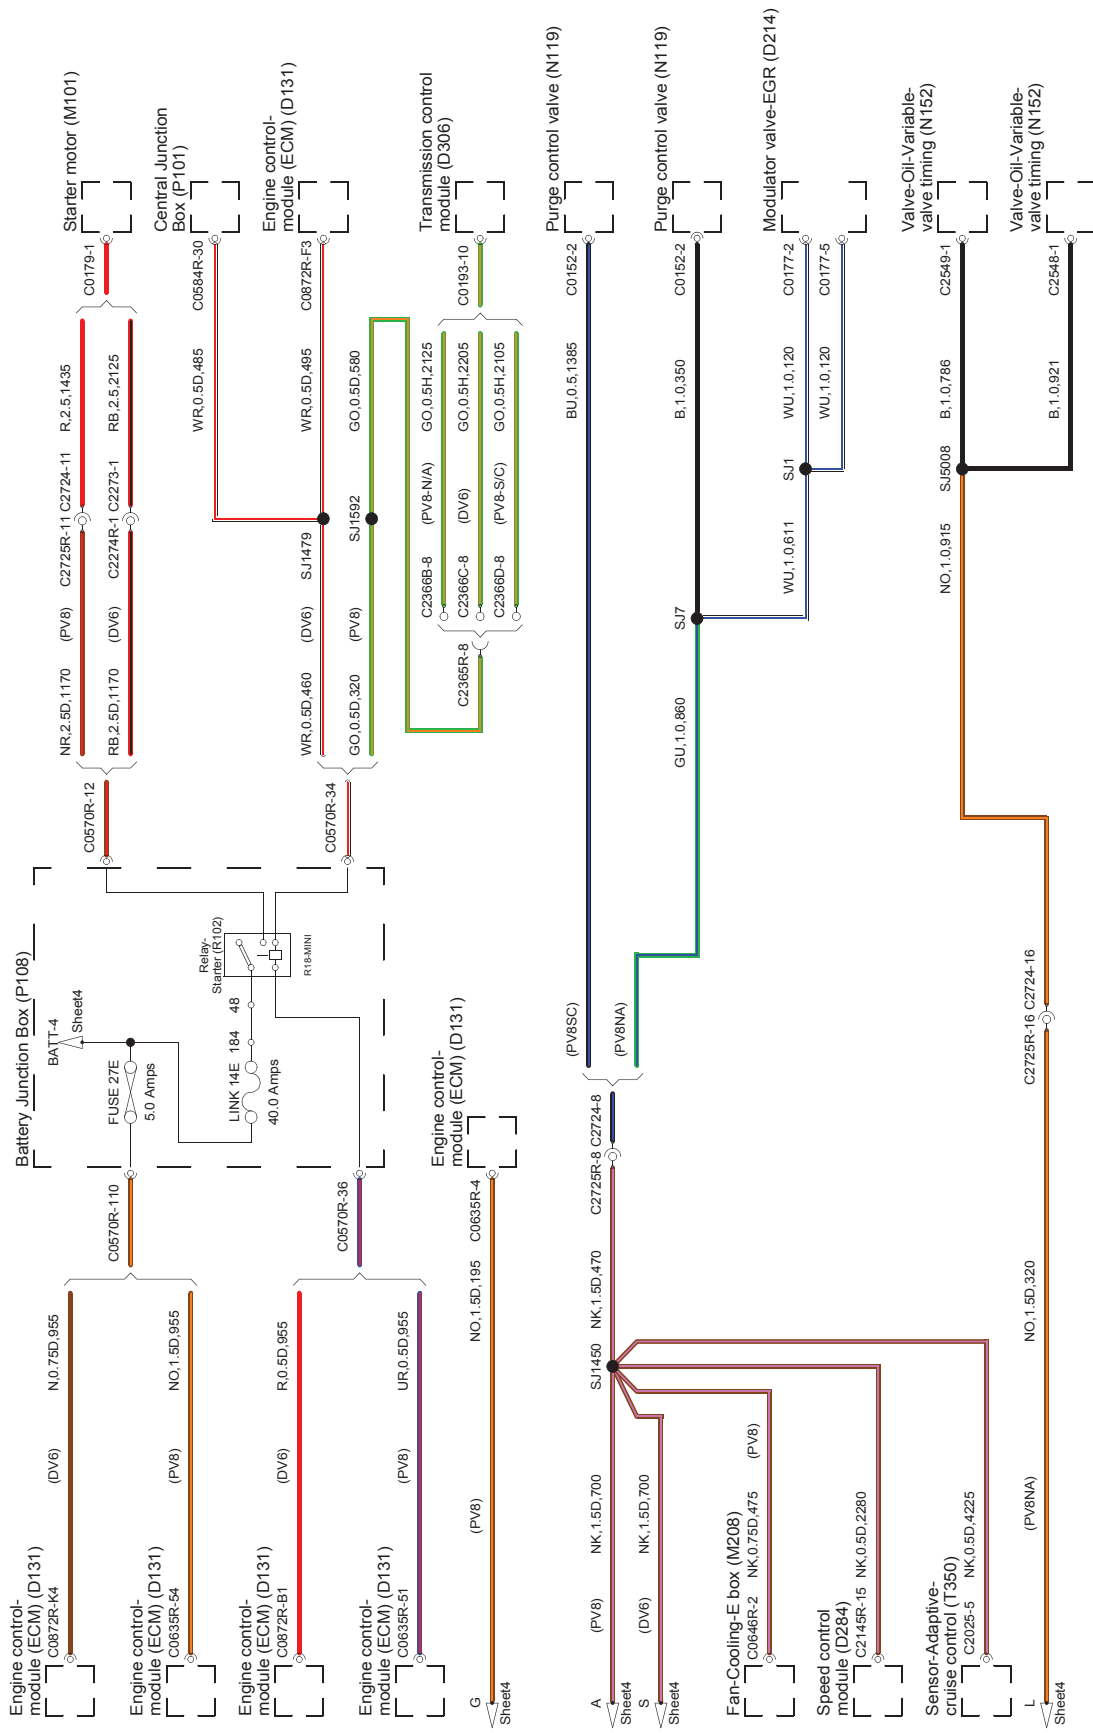 Starter motor (M101)
C0179-1
R,2.5,1435
C2725R-11 C2724-11
(PV8)
NR,2.5D,1170
RB,2.5,2125
C2274R-1 C2273-1
(DV6)
RB,2.5D,1170
C0570R-12
Central Junction
Box (P101)
C0584R-30
WR,0.5D,485
Engine control-
module (ECM) (D131)
C0872R-F3
WR,0.5D,495
SJ1479
(DV6)
WR,0.5D,460
GO,0.5D,580
SJ1592
(PV8)
GO,0.5D,320
C0570R-34
Transmission control
module (D306)
C0193-10
GO,0.5H,2125
(PV8-N/A)
C2366B-8
GO,0.5H,2205
(DV6)
C2366C-8
GO,0.5H,2105
(PV8-S/C)
C2366D-8
C2365R-8
Battery Junction Box (P108)
BATT-4
Sheet4
FUSE 27E
5.0 Amps
LINK 14E
40.0 Amps
184
48
Relay-
Starter (R102)
R18-MINI
C0570R-110
C0570R-36
N,0.75D,955
(DV6)
Engine control-
module (ECM) (D131)
C0872R-K4
NO,1.5D,955
(PV8)
Engine control-
module (ECM) (D131)
C0635R-54
R,0.5D,955
(DV6)
Engine control-
module (ECM) (D131)
C0872R-B1
UR,0.5D,955
(PV8)
Engine control-
module (ECM) (D131)
C0635R-51
Engine control-
module (ECM) (D131)
C0635R-4
NO,1.5D,195
(PV8)
G
Sheet4
Purge control valve (N119)
C0152-2
BU,0.5,1385
(PV8SC)
Purge control valve (N119)
C0152-2
B,1.0,350
SJ7
GU,1.0,860
(PV8NA)
Modulator valve-EGR (D214)
C0177-2
C0177-5
WU,1.0,120
WU,1.0,120
SJ1
WU,1.0,611
C2725R-8 C2724-8
NK,1.5D,470
SJ1450
NK,1.5D,700
(PV8)
A
Sheet4
NK,1.5D,700
(DV6)
S
Sheet4
Fan-Cooling-E box (M208)
C0646R-2
NK,0.75D,475
(PV8)
Speed control
module (D284)
C2145R-15
NK,0.5D,2280
Sensor-Adaptive-
cruise control (T350)
C2025-5
NK,0.5D,4225
Valve-Oil-Variable-
valve timing (N152)
C2549-1
B,1.0,786
SJ5008
NO,1.0,915
Valve-Oil-Variable-
valve timing (N152)
C2548-1
B,1.0,921
C2725R-16 C2724-16
NO,1.5D,320
(PV8NA)
L
Sheet4